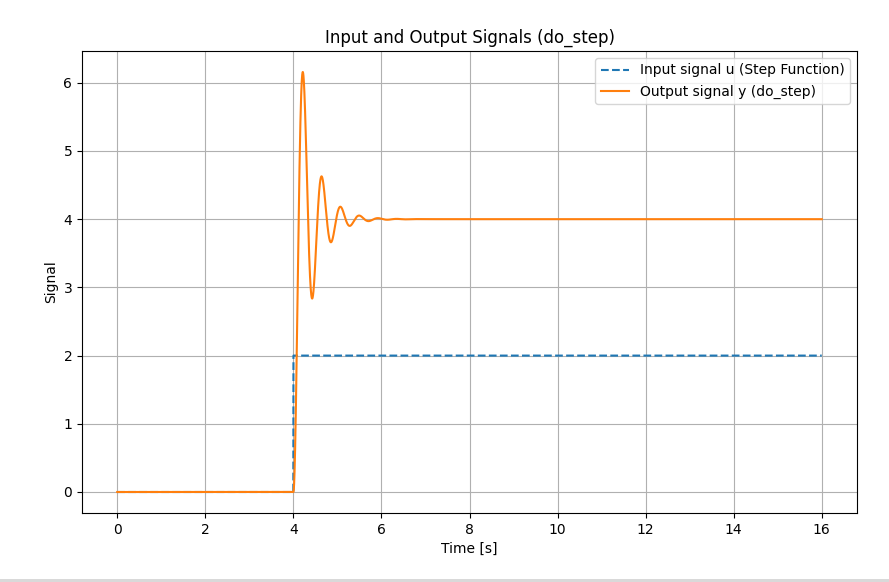 Input and Output Signals (do_step)
Input signal u (Step Function)
Output signal y (do_step)
Signal
6
5
4
3
2
1
0
0 2 4 6 8 10 12 14 16
Time [s]